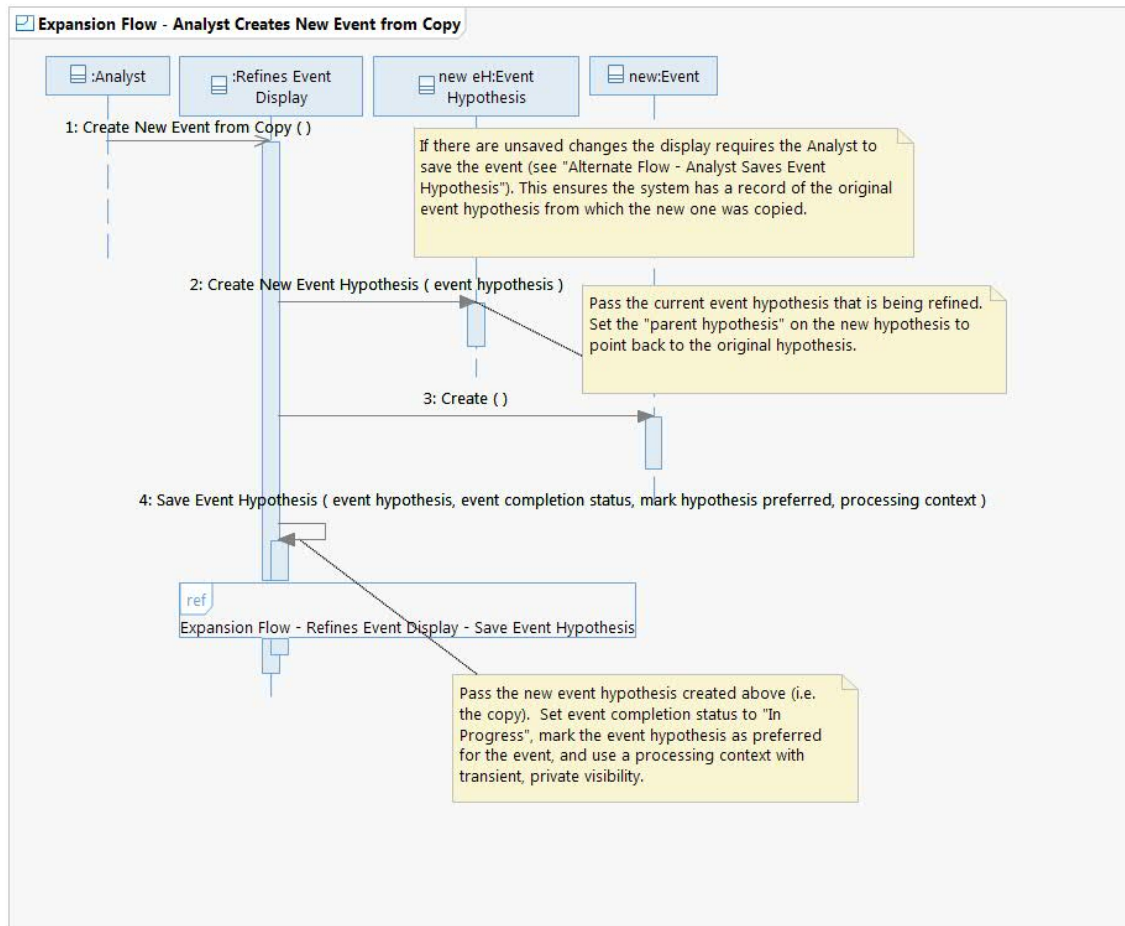 Expansion Flow - Analyst Creates New Event from Copy
:Analyst
:Refines Event
Display
new eH:Event
Hypothesis
new:Event
1: Create New Event from Copy ( )
If there are unsaved changes the display requires the Analyst to
save the event (see "Alternate Flow - Analyst Saves Event
Hypothesis"). This ensures the system has a record of the original
event hypothesis from which the new one was copied.
2: Create New Event Hypothesis ( event hypothesis )
Pass the current event hypothesis that is being refined.
Set the "parent hypothesis" on the new hypothesis to
point back to the original hypothesis.
3: Create ( )
4: Save Event Hypothesis ( event hypothesis, event completion status, mark hypothesis preferred, processing context )
ref
Expansion Flow - Refines Event Display - Save Event Hypothesis
Pass the new event hypothesis created above (i.e.
the copy).  Set event completion status to "In
Progress", mark the event hypothesis as preferred
for the event, and use a processing context with
transient, private visibility.